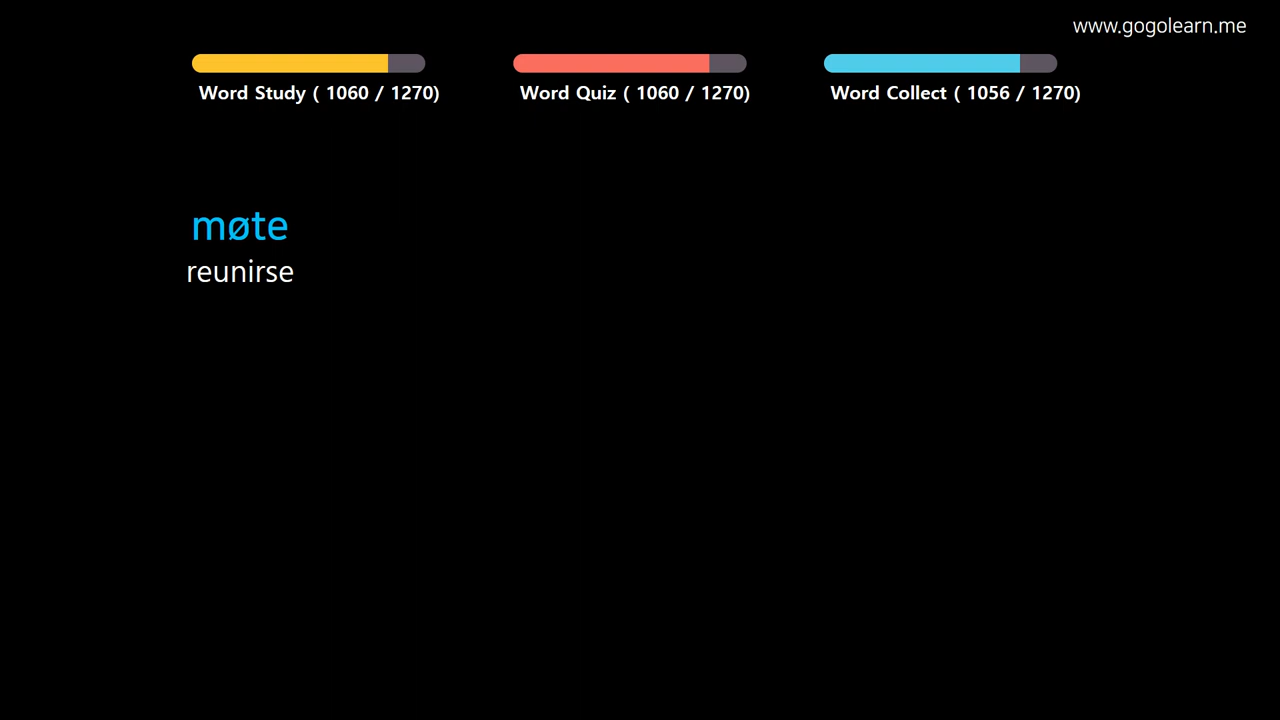 www.gogolearn.me
Word Study ( 1060 / 1270)
Word Quiz ( 1060 / 1270)
Word Collect ( 1056 / 1270)
møte
reunirse